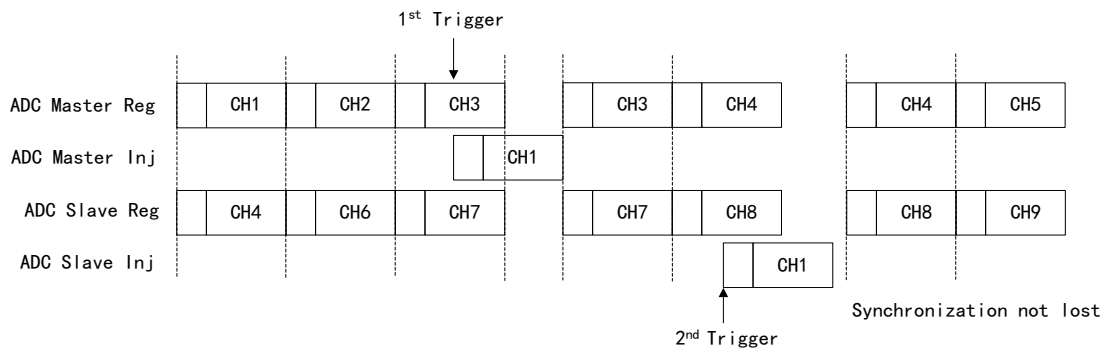 1st Trigger
ADC Master Reg CH1 CH2 CH3 CH3 CH4 CH4 CH5
ADC Master Inj CH1
ADC Slave Reg CH4 CH6 CH7 CH7 CH8 CH8 CH9
ADC Slave Inj CH1
Synchronization not lost
2nd Trigger